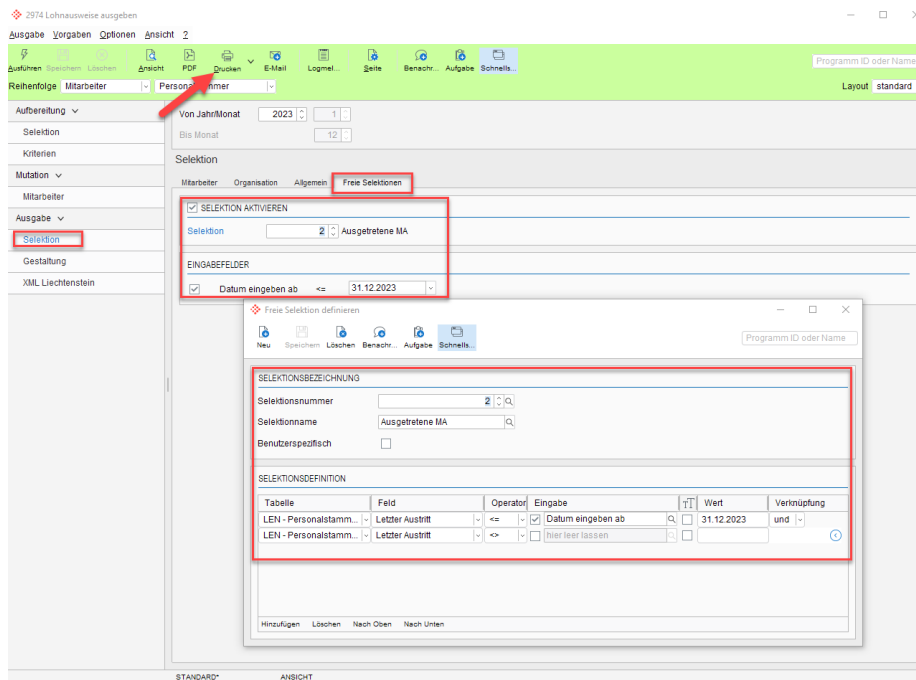 2974 Lohnausweise ausgeben
Ausgabe Vorgaben Optionen Ansicht ?
Ausführen Speichern Löschen Ansicht PDF Drucken E-Mail Logmel... Seite Benachr... Aufgabe Schnells... Programm ID oder Name
Reihenfolge Mitarbeiter Layout standard
Aufbereitung
Selektion
Kriterien
Mutation
Mitarbeiter
Ausgabe
Selektion
Gestaltung
XML Liechtenstein
Von Jahr/Monat 2023 1
Bis Monat 12
Selektion
Mitarbeiter Organisation Allgemein Freie Selektionen
SELEKTION AKTIVIEREN
Selektion 2 Ausgetretene MA
EINGABEFELDER
Datum eingeben ab <= 31.12.2023
Freie Selektion definieren
Neu Speichern Löschen Benachr... Aufgabe Schnells... Programm ID oder Name
SELEKTIONSBEZEICHNUNG
Selektionsnummer 2
Selektionname Ausgetretene MA
Benutzerspezifisch
SELEKTIONSDEFINITION
Tabelle Feld Operator Eingabe TT Wert Verknüpfung
LEN - Personalstamm... Letzter Austritt <= Datum eingeben ab 31.12.2023 und
LEN - Personalstamm... Letzter Austritt <> hier leer lassen
Hinzufügen Löschen Nach Oben Nach Unten
STANDARD* ANSICHT